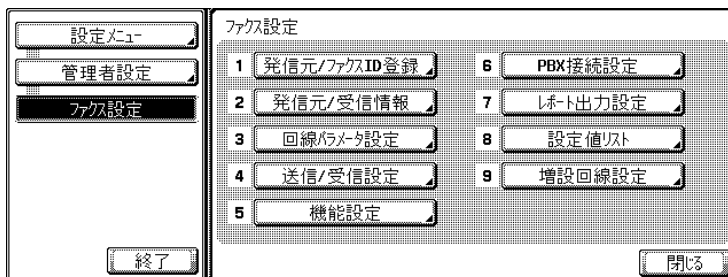 設定ﾒﾆｭｰ
管理者設定
ﾌｧｸｽ設定
終了
ﾌｧｸｽ設定
1 発信元/ﾌｧｸｽID登録
2 発信元/受信情報
3 回線ﾊﾟﾗﾒｰﾀ設定
4 送信/受信設定
5 機能設定
6 PBX接続設定
7 ﾚﾎﾟｰﾄ出力設定
8 設定値ﾘｽﾄ
9 増設回線設定
閉じる